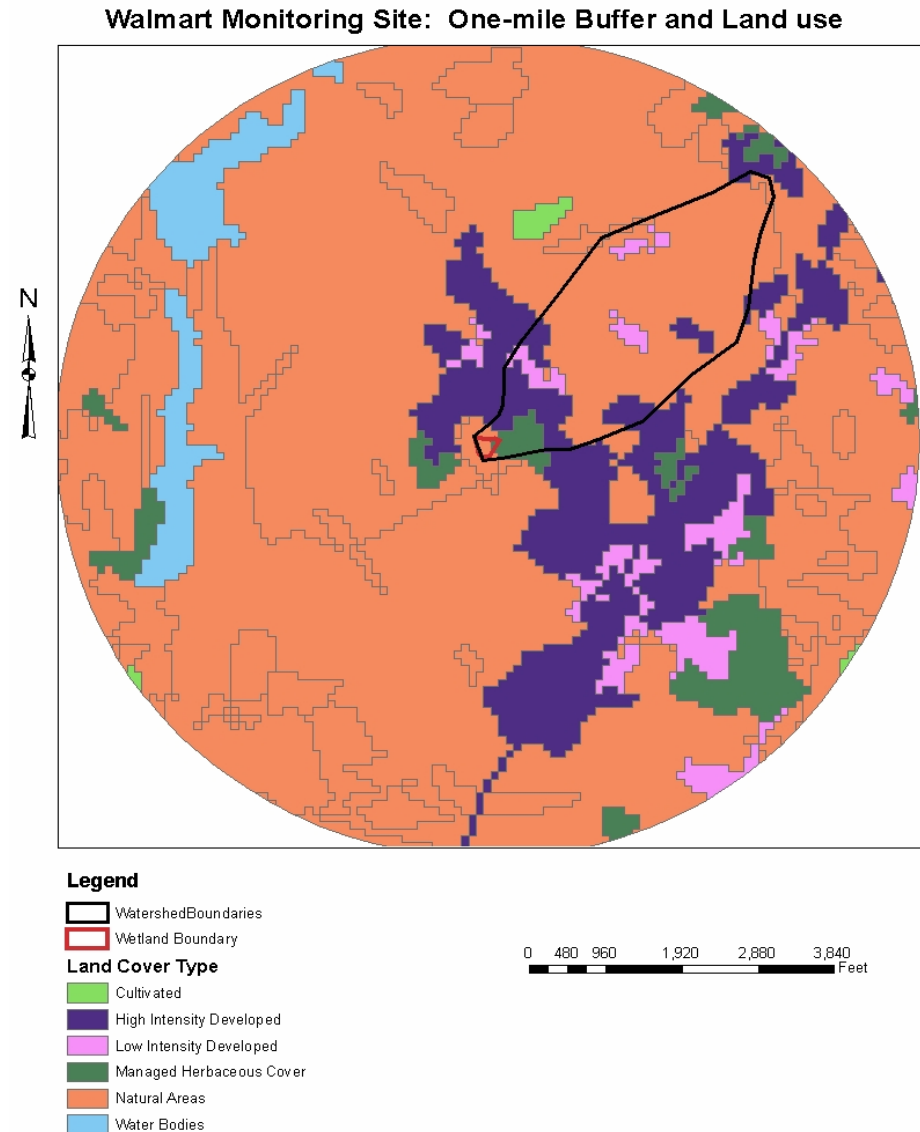 Walmart Monitoring Site: One-mile Buffer and Land use
N
Legend
WatershedBoundaries
Wetland Boundary
Land Cover Type
Cultivated
High Intensity Developed
Low Intensity Developed
Managed Herbaceous Cover
Natural Areas
Water Bodies
0 480 960 1,920 2,880 3,840
Feet